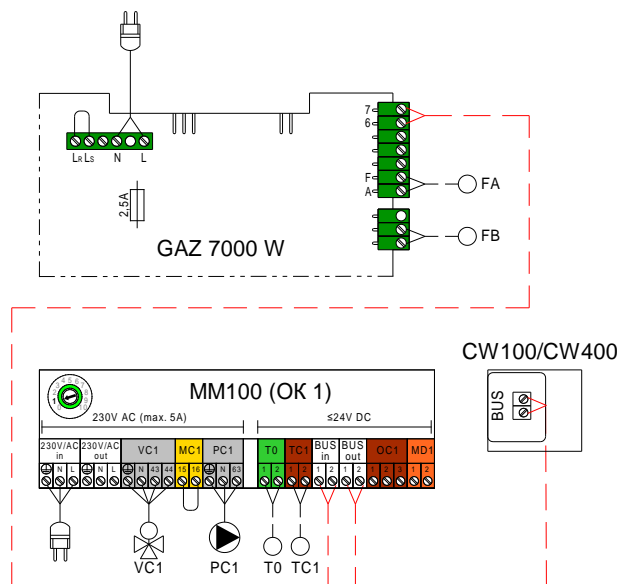 7
6
LR LS N L
F
A
FA
2,5A
FB
GAZ 7000 W
CW100/CW400
BUS
MM100 (OK 1)
230V AC (max. 5A)
≤24V DC
230V/AC in
230V/AC out
VC1
MC1
PC1
T0
TC1
BUS in
BUS out
OC1
MD1
N L N L N 43 44 15 16 N 63 1 2 1 2 1 2 1 2 1 2 3 1 2
VC1
PC1
T0
TC1